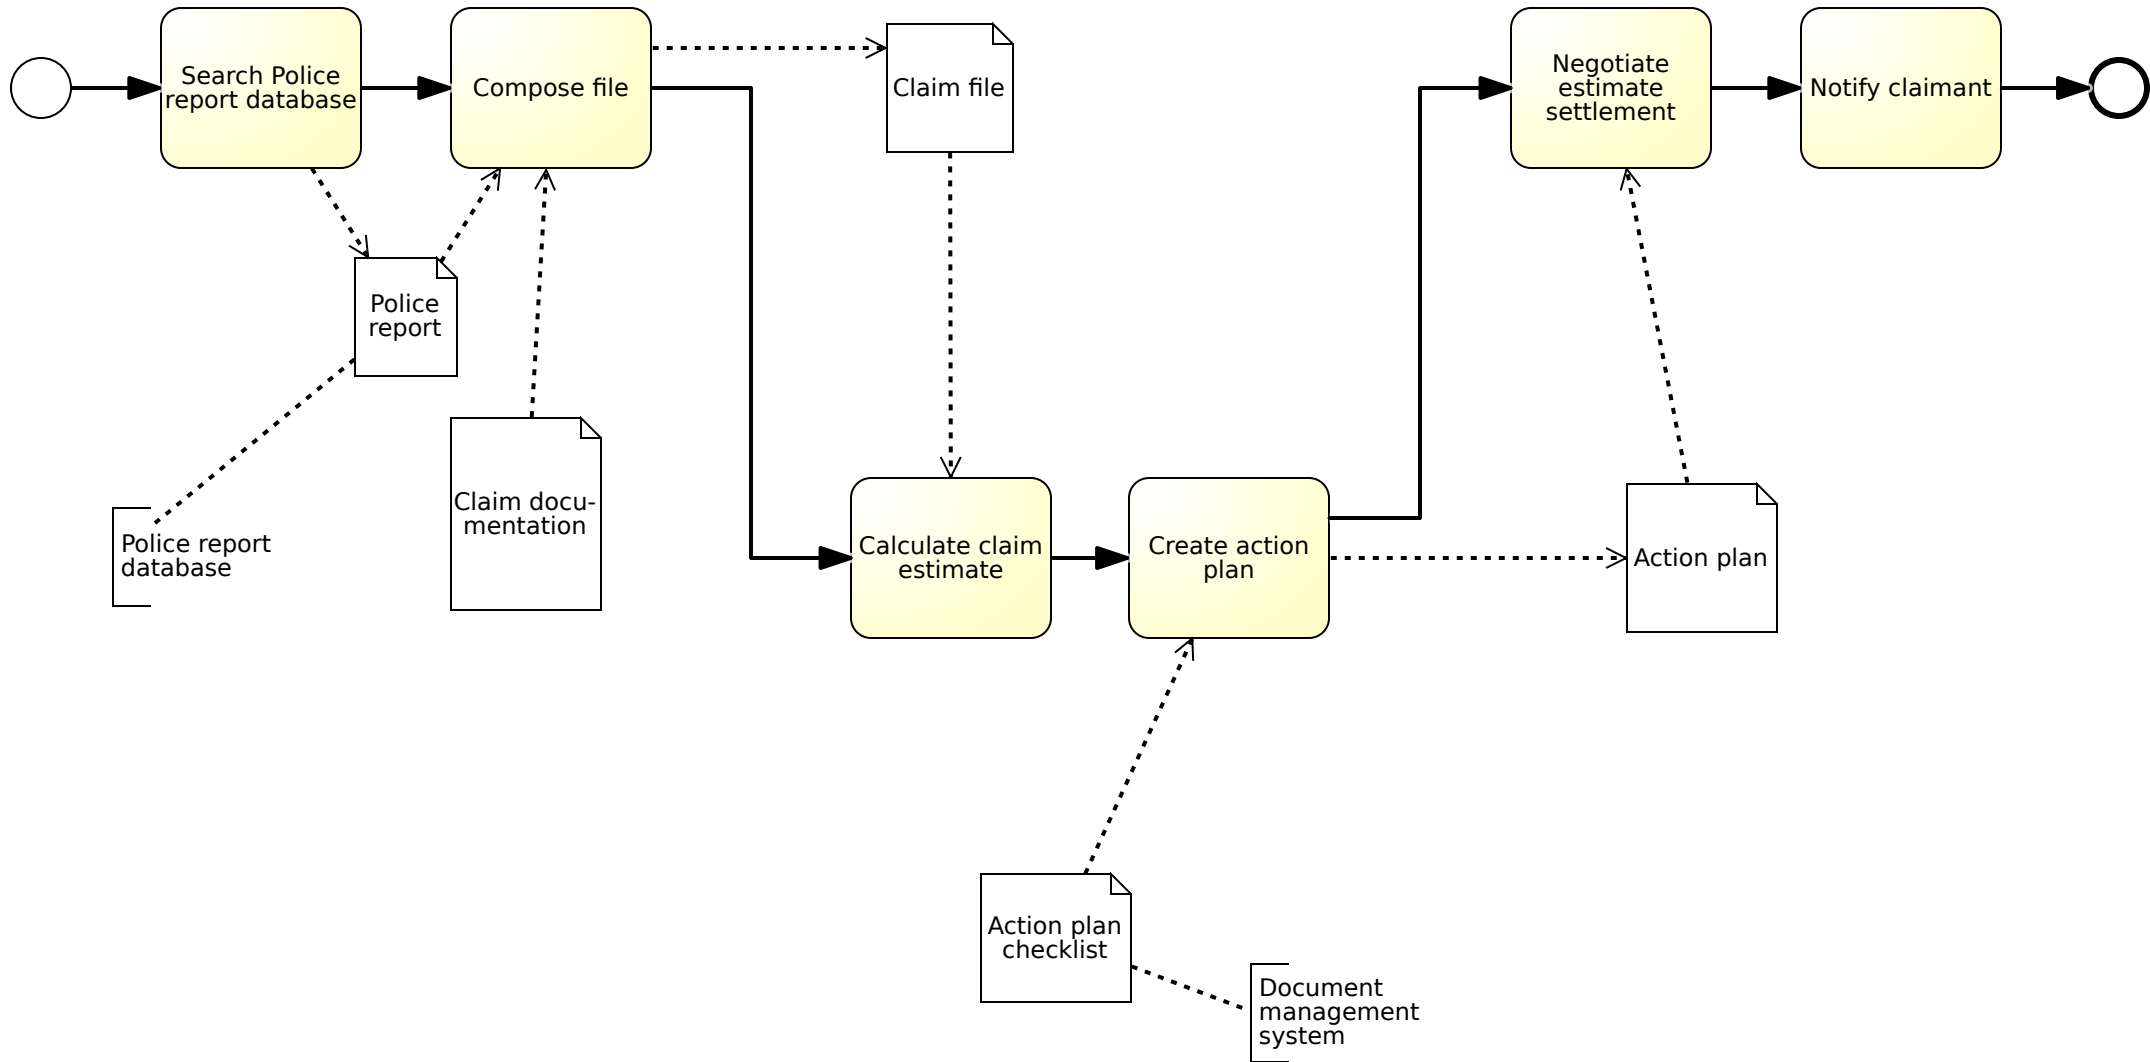 Search Police
report database
Compose file
Claim file
Negotiate
estimate
settlement
Notify claimant
Police
report
Claim docu-
mentation
Police report
database
Calculate claim
estimate
Create action
plan
Action plan
Action plan
checklist
Document
management
system